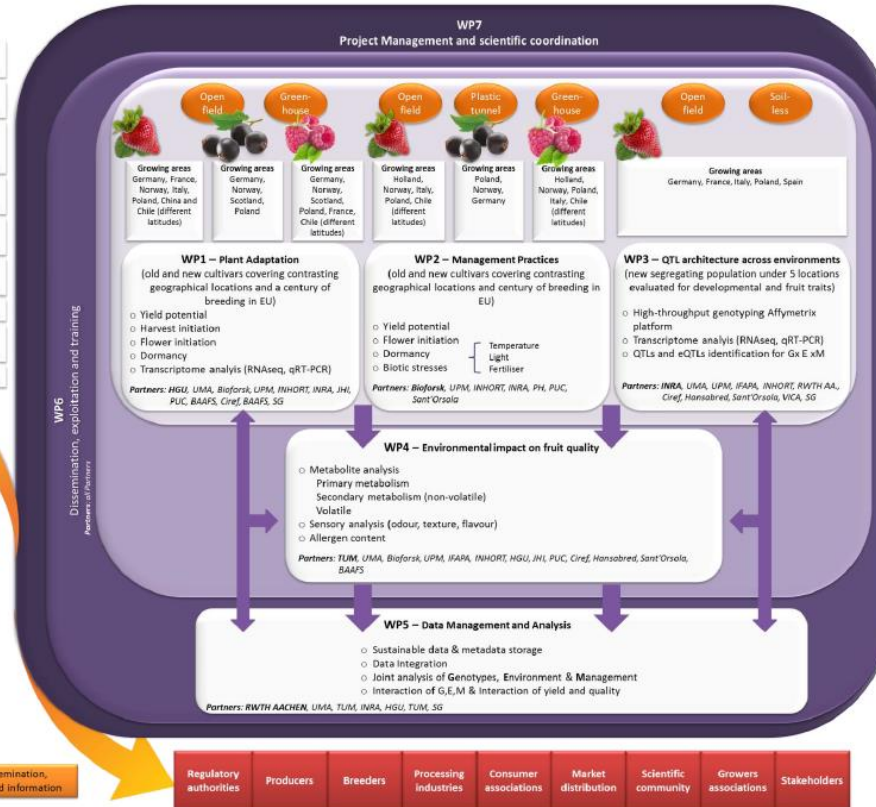 WP7
Project Management and scientific coordination
Open
field
Green-
house
Open
field
Plastic
tunnel
Green-
house
Open
field
Soil-
less
Growing areas
Germany, France,
Norway, Italy,
Poland, China and
Chile (different
latitudes)
Growing areas
Germany,
Norway,
Scotland,
Poland
Growing areas
Germany,
Norway,
Scotland,
Poland, France,
Chile (different
latitudes)
Growing areas
Holland,
Norway, Italy,
Poland, Chile
(different
latitudes)
Growing areas
Poland,
Norway,
Germany
Growing areas
Holland,
Norway, Poland,
Italy, Chile
(different
latitudes)
Growing areas
Germany, France, Italy, Poland, Spain
WP1 – Plant Adaptation
(old and new cultivars covering contrasting
geographical locations and a century of
breeding in EU)
○ Yield potential
○ Harvest initiation
○ Flower initiation
○ Dormancy
○ Transcriptome analyis (RNAseq, qRT-PCR)
Partners: HGU, UMA, Bioforsk, UPM, INHORT, INRA, JHI,
PUC, BAAFS, Ciref, BAAFS, SG
WP2 – Management Practices
(old and new cultivars covering contrasting
geographical locations and century of breeding in
EU)
○ Yield potential
○ Flower initiation
○ Dormancy
○ Biotic stresses
Temperature
Light
Fertiliser
Partners: Bioforsk, UPM, INHORT, INRA, PH, PUC,
Sant'Orsola
WP3 – QTL architecture across environments
(new segregating population under 5 locations
evaluated for developmental and fruit traits)
○ High-throughput genotyping Affymetrix
platform
○ Transcriptome analyis (RNAseq, qRT-PCR)
○ QTLs and eQTLs identification for Gx E xM
Partners: INRA, UMA, UPM, IFAPA, INHORT, RWTH AA.,
Ciref, Hansabred, Sant'Orsola, VICA, SG
WP6
Dissemination, exploitation and training
Partners: all Partners
WP4 – Environmental impact on fruit quality
○ Metabolite analysis
Primary metabolism
Secondary metabolism (non-volatile)
Volatile
○ Sensory analysis (odour, texture, flavour)
○ Allergen content
Partners: TUM, UMA, Bioforsk, UPM, IFAPA, INHORT, HGU, JHI, PUC, Ciref, Hansabred, Sant'Orsola,
BAAFS
WP5 – Data Management and Analysis
○ Sustainable data & metadata storage
○ Data Integration
○ Joint analysis of Genotypes, Environment & Management
○ Interaction of G,E,M & Interaction of yield and quality
Partners: RWTH AACHEN, UMA, TUM, INRA, HGU, TUM, SG
emination,
d information
Regulatory
authorities
Producers
Breeders
Processing
industries
Consumer
associations
Market
distribution
Scientific
community
Growers
associations
Stakeholders